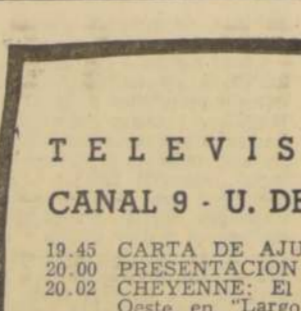 T E L E V I S
CANAL 9 - U. DE
19.45 CARTA DE AJU
20.00 PRESENTACION
20.02 CHEYENNE: El
Oeste en "Largo